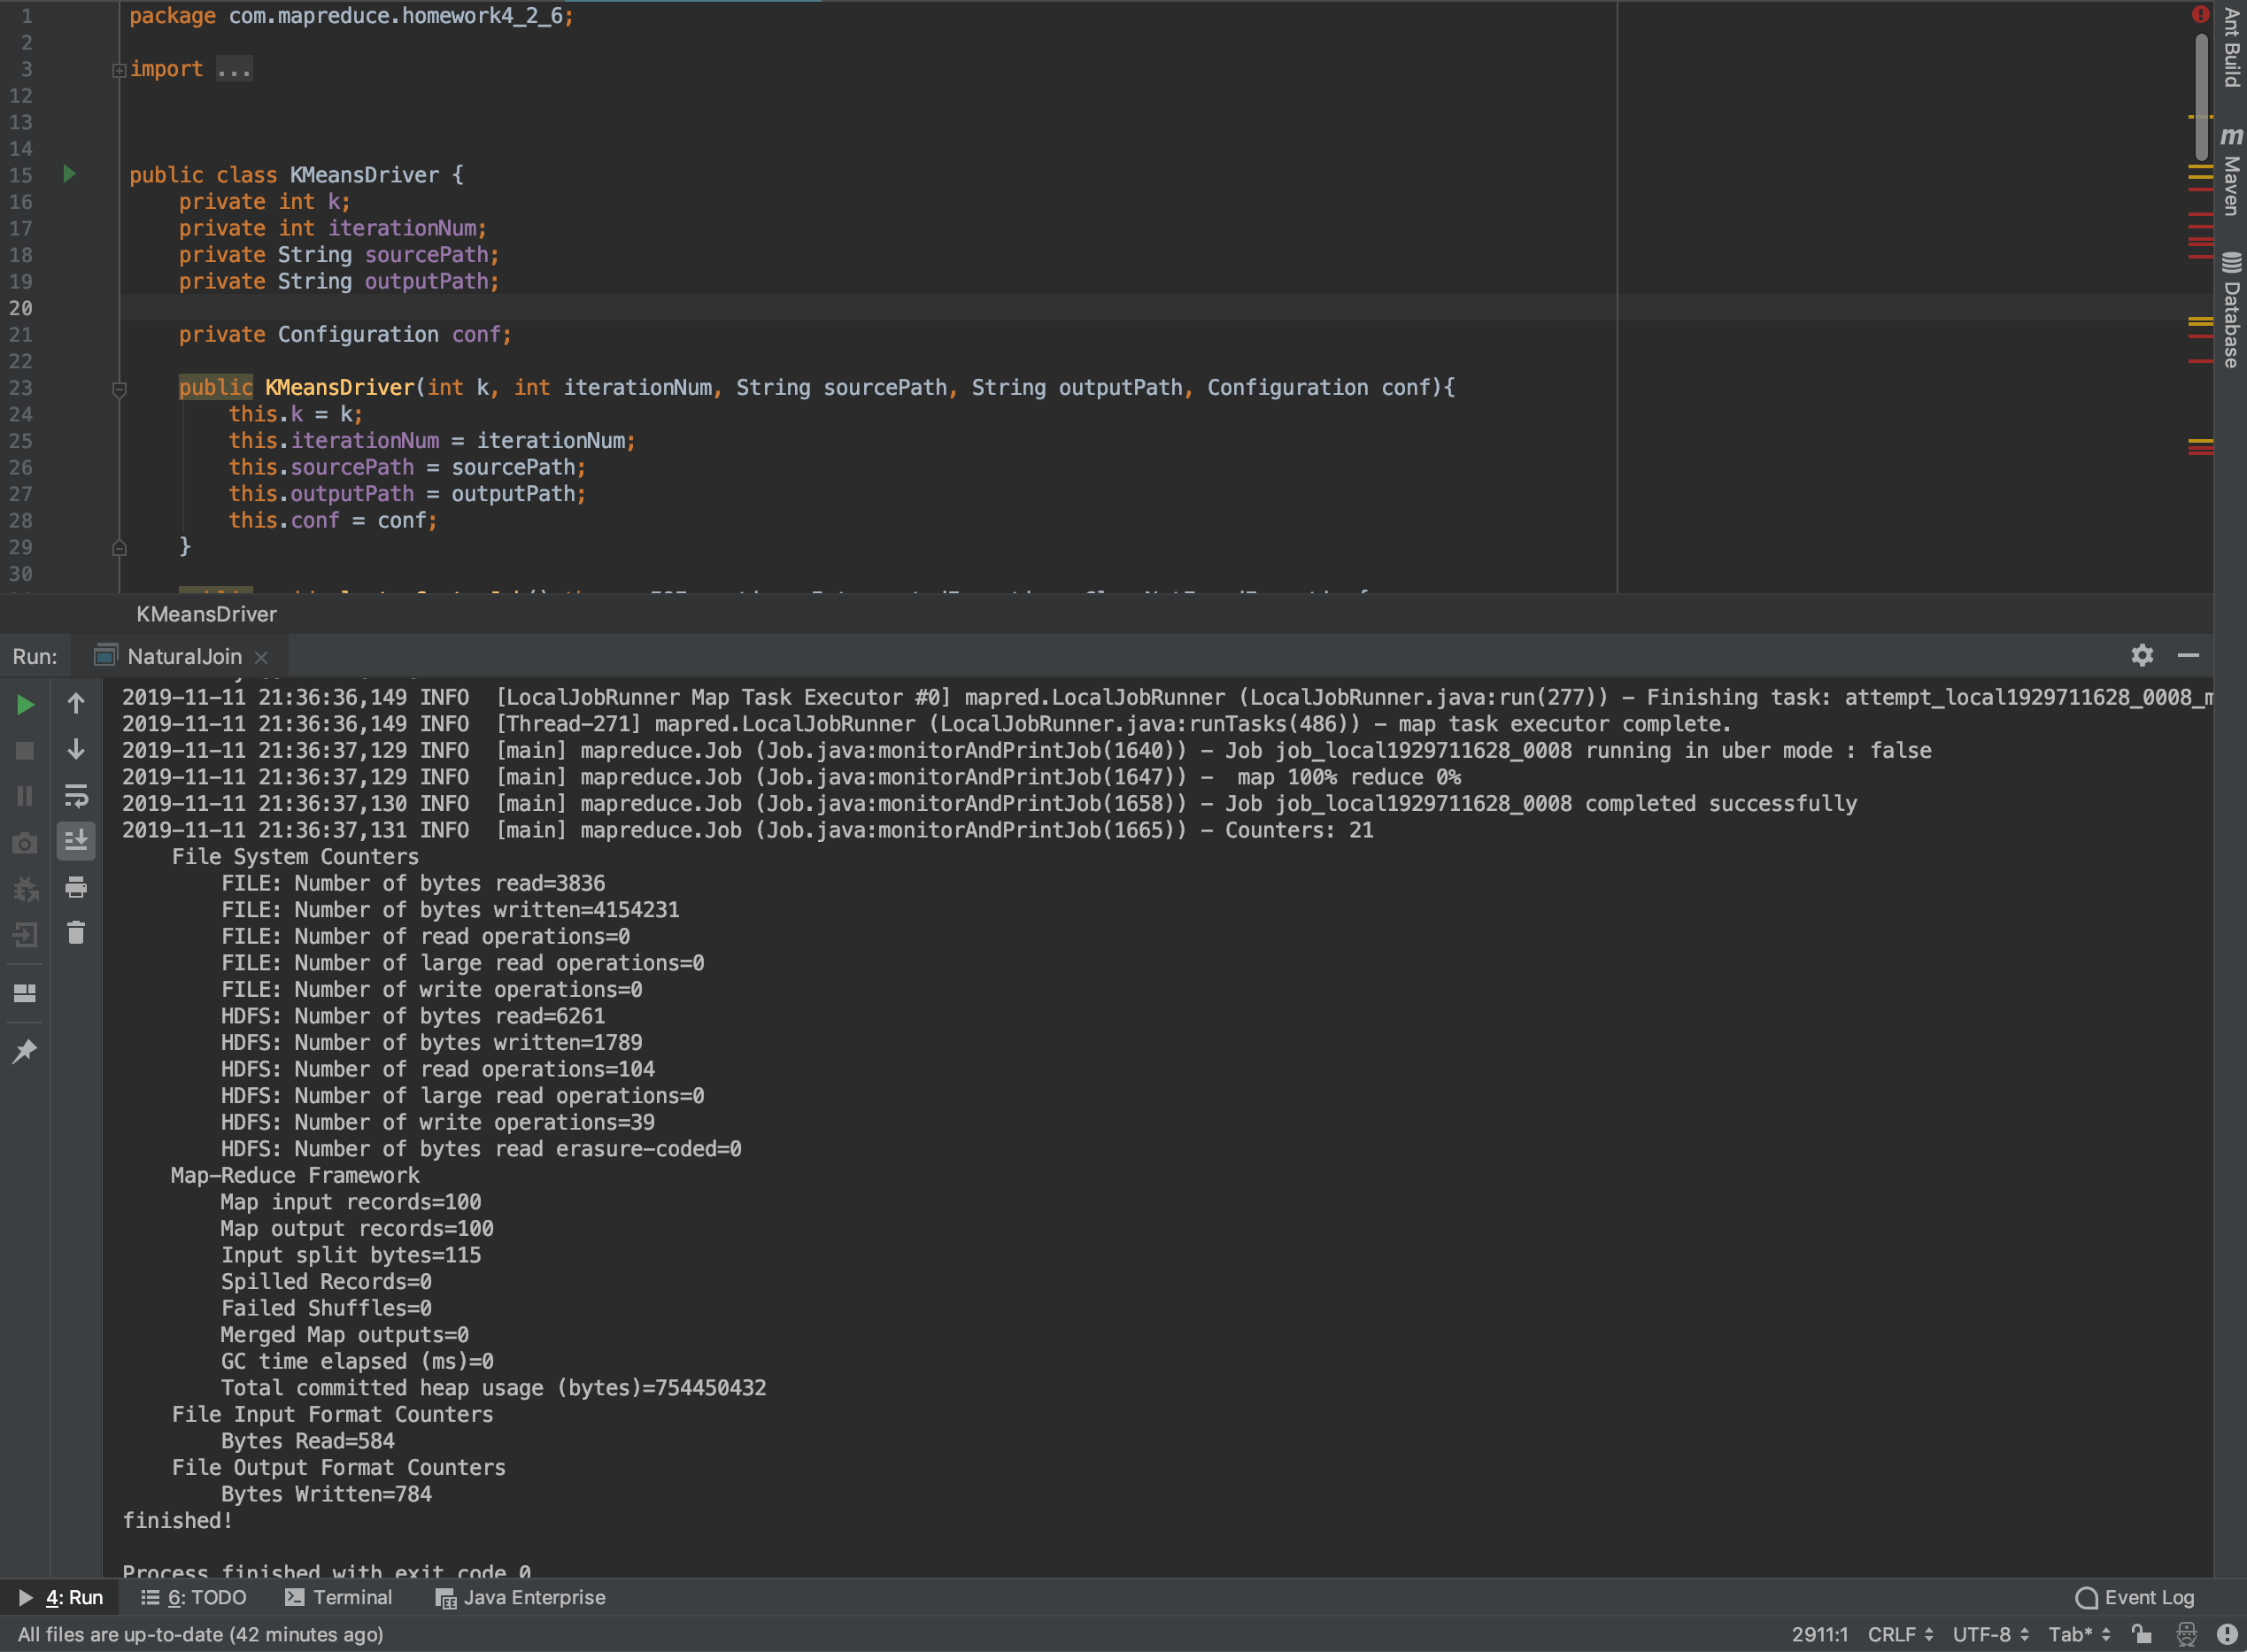 1 package com.mapreduce.homework4_2_6;
2
3 import ...
12
13
14
15 public class KMeansDriver {
16 private int k;
17 private int iterationNum;
18 private String sourcePath;
19 private String outputPath;
20
21 private Configuration conf;
22
23 public KMeansDriver(int k, int iterationNum, String sourcePath, String outputPath, Configuration conf){
24 this.k = k;
25 this.iterationNum = iterationNum;
26 this.sourcePath = sourcePath;
27 this.outputPath = outputPath;
28 this.conf = conf;
29 }
30
Ant Build
m Maven
Database
KMeansDriver
Run: NaturalJoin
2019-11-11 21:36:36,149 INFO [LocalJobRunner Map Task Executor #0] mapred.LocalJobRunner (LocalJobRunner.java:run(277)) - Finishing task: attempt_local1929711628_0008_m
2019-11-11 21:36:36,149 INFO [Thread-271] mapred.LocalJobRunner (LocalJobRunner.java:runTasks(486)) - map task executor complete.
2019-11-11 21:36:37,129 INFO [main] mapreduce.Job (Job.java:monitorAndPrintJob(1640)) - Job job_local1929711628_0008 running in uber mode : false
2019-11-11 21:36:37,129 INFO [main] mapreduce.Job (Job.java:monitorAndPrintJob(1647)) - map 100% reduce 0%
2019-11-11 21:36:37,130 INFO [main] mapreduce.Job (Job.java:monitorAndPrintJob(1658)) - Job job_local1929711628_0008 completed successfully
2019-11-11 21:36:37,131 INFO [main] mapreduce.Job (Job.java:monitorAndPrintJob(1665)) - Counters: 21
File System Counters
FILE: Number of bytes read=3836
FILE: Number of bytes written=4154231
FILE: Number of read operations=0
FILE: Number of large read operations=0
FILE: Number of write operations=0
HDFS: Number of bytes read=6261
HDFS: Number of bytes written=1789
HDFS: Number of read operations=104
HDFS: Number of large read operations=0
HDFS: Number of write operations=39
HDFS: Number of bytes read erasure-coded=0
Map-Reduce Framework
Map input records=100
Map output records=100
Input split bytes=115
Spilled Records=0
Failed Shuffles=0
Merged Map outputs=0
GC time elapsed (ms)=0
Total committed heap usage (bytes)=754450432
File Input Format Counters
Bytes Read=584
File Output Format Counters
Bytes Written=784
finished!
Process finished with exit code 0
4: Run 6: TODO Terminal Java Enterprise Event Log
All files are up-to-date (42 minutes ago) 2911:1 CRLF UTF-8 Tab*